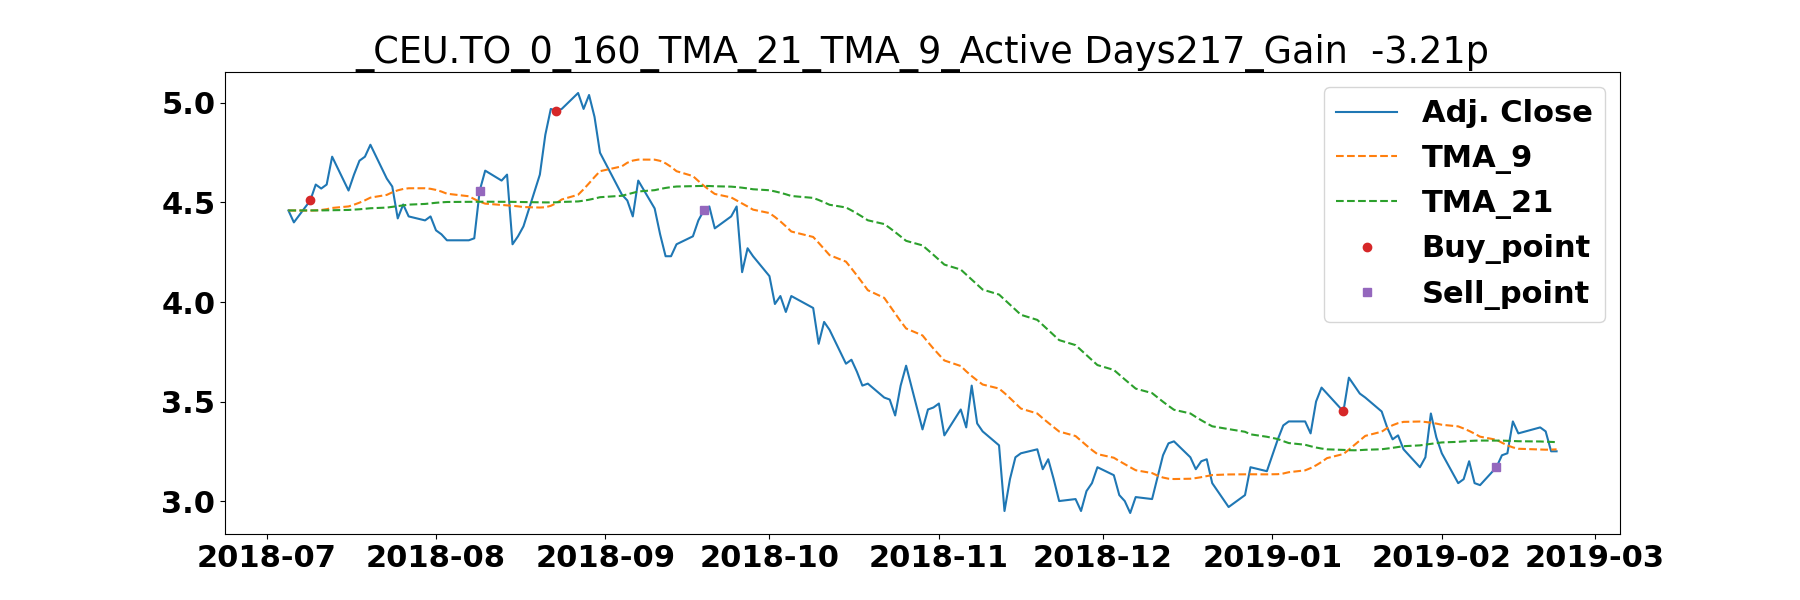 _CEU.TO_0_160_TMA_21_TMA_9_Active Days217_Gain  -3.21p
5.0
4.5
4.0
3.5
3.0
Adj. Close
TMA_9
TMA_21
Buy_point
Sell_point
2018-07 2018-08 2018-09 2018-10 2018-11 2018-12 2019-01 2019-02 2019-03